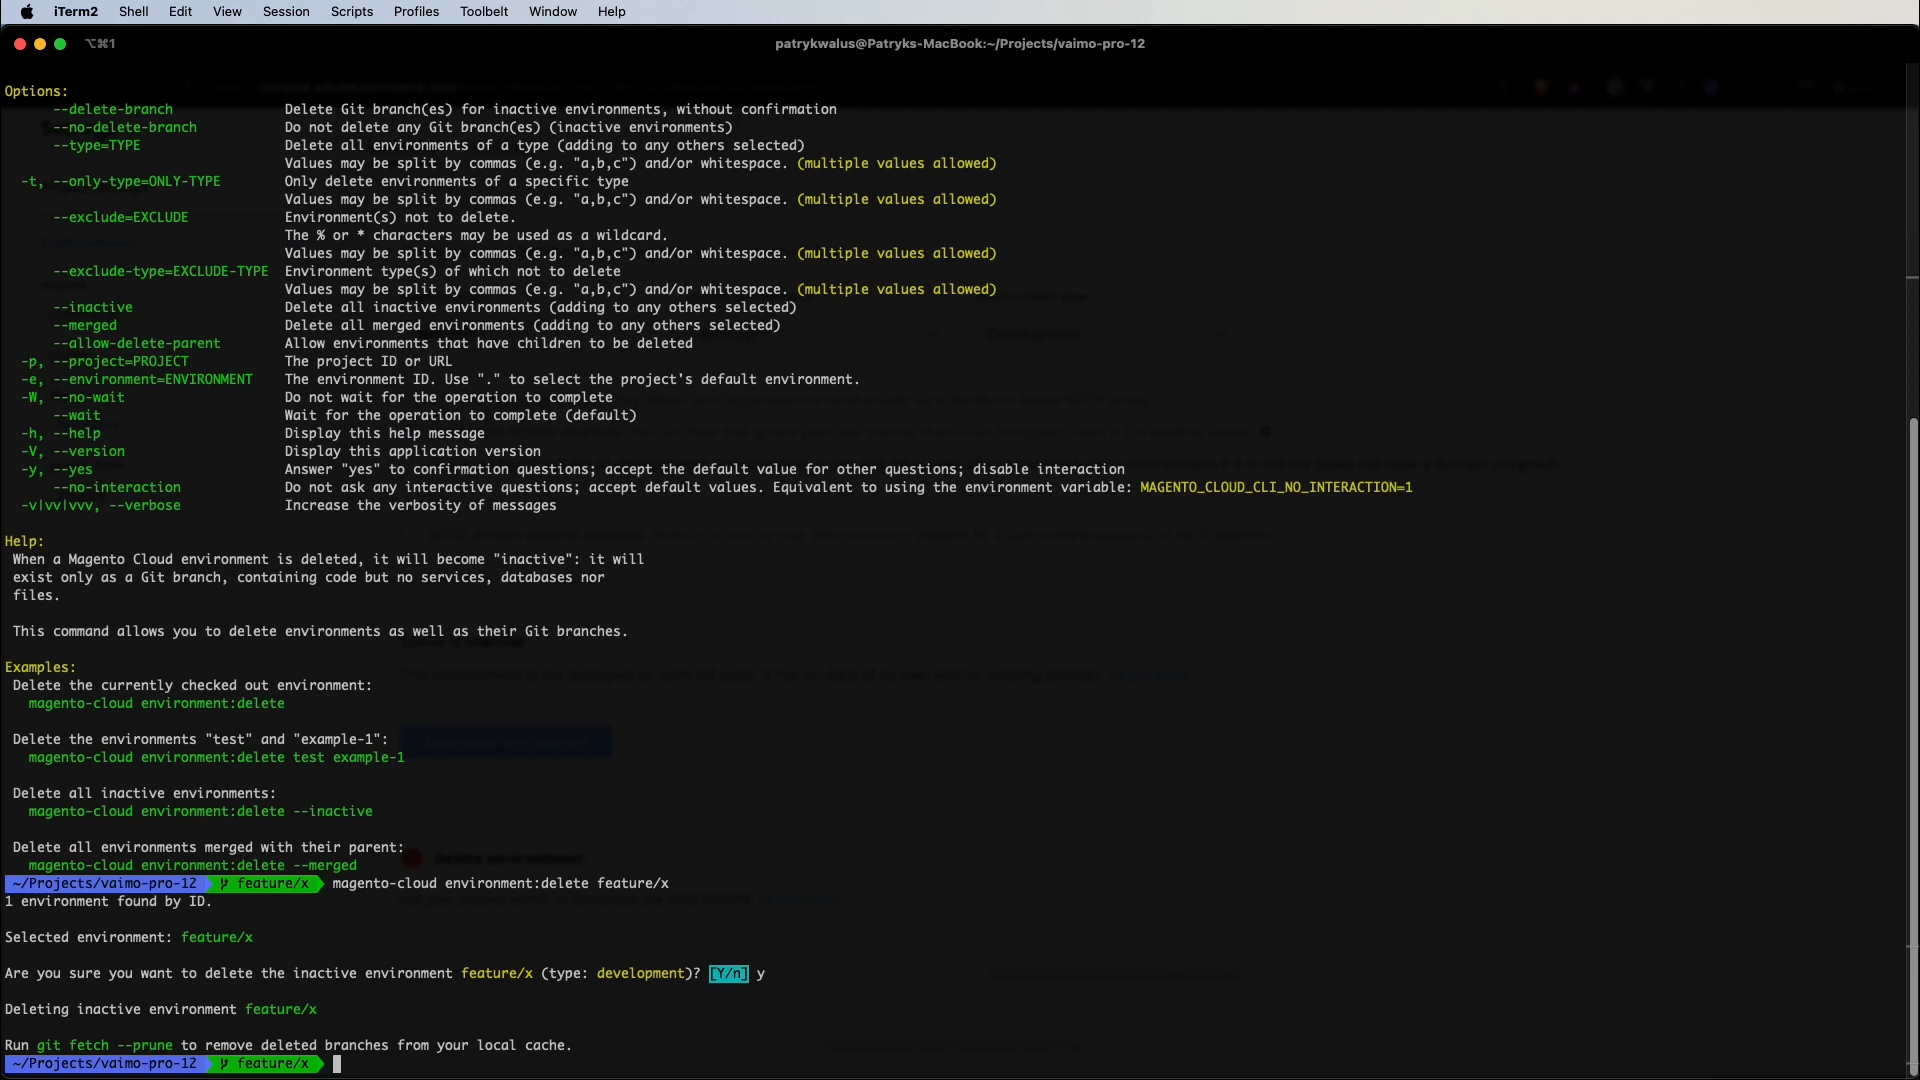 iTerm2 Shell Edit View Session Scripts Profiles Toolbelt Window Help
⌥⌘1 patrykwalus@Patryks-MacBook:~/Projects/vaimo-pro-12
Options:
--delete-branch Delete Git branch(es) for inactive environments, without confirmation
--no-delete-branch Do not delete any Git branch(es) (inactive environments)
--type=TYPE Delete all environments of a type (adding to any others selected)
Values may be split by commas (e.g. "a,b,c") and/or whitespace. (multiple values allowed)
-t, --only-type=ONLY-TYPE Only delete environments of a specific type
Values may be split by commas (e.g. "a,b,c") and/or whitespace. (multiple values allowed)
--exclude=EXCLUDE Environment(s) not to delete.
The % or * characters may be used as a wildcard.
Values may be split by commas (e.g. "a,b,c") and/or whitespace. (multiple values allowed)
--exclude-type=EXCLUDE-TYPE Environment type(s) of which not to delete
Values may be split by commas (e.g. "a,b,c") and/or whitespace. (multiple values allowed)
--inactive Delete all inactive environments (adding to any others selected)
--merged Delete all merged environments (adding to any others selected)
--allow-delete-parent Allow environments that have children to be deleted
-p, --project=PROJECT The project ID or URL
-e, --environment=ENVIRONMENT The environment ID. Use "." to select the project's default environment.
-W, --no-wait Do not wait for the operation to complete
--wait Wait for the operation to complete (default)
-h, --help Display this help message
-V, --version Display this application version
-y, --yes Answer "yes" to confirmation questions; accept the default value for other questions; disable interaction
--no-interaction Do not ask any interactive questions; accept default values. Equivalent to using the environment variable: MAGENTO_CLOUD_CLI_NO_INTERACTION=1
-v|vv|vvv, --verbose Increase the verbosity of messages
Help:
When a Magento Cloud environment is deleted, it will become "inactive": it will
exist only as a Git branch, containing code but no services, databases nor
files.
This command allows you to delete environments as well as their Git branches.
Examples:
Delete the currently checked out environment:
magento-cloud environment:delete
Delete the environments "test" and "example-1":
magento-cloud environment:delete test example-1
Delete all inactive environments:
magento-cloud environment:delete --inactive
Delete all environments merged with their parent:
magento-cloud environment:delete --merged
~/Projects/vaimo-pro-12 feature/x magento-cloud environment:delete feature/x
1 environment found by ID.
Selected environment: feature/x
Are you sure you want to delete the inactive environment feature/x (type: development)? [Y/n] y
Deleting inactive environment feature/x
Run git fetch --prune to remove deleted branches from your local cache.
~/Projects/vaimo-pro-12 feature/x